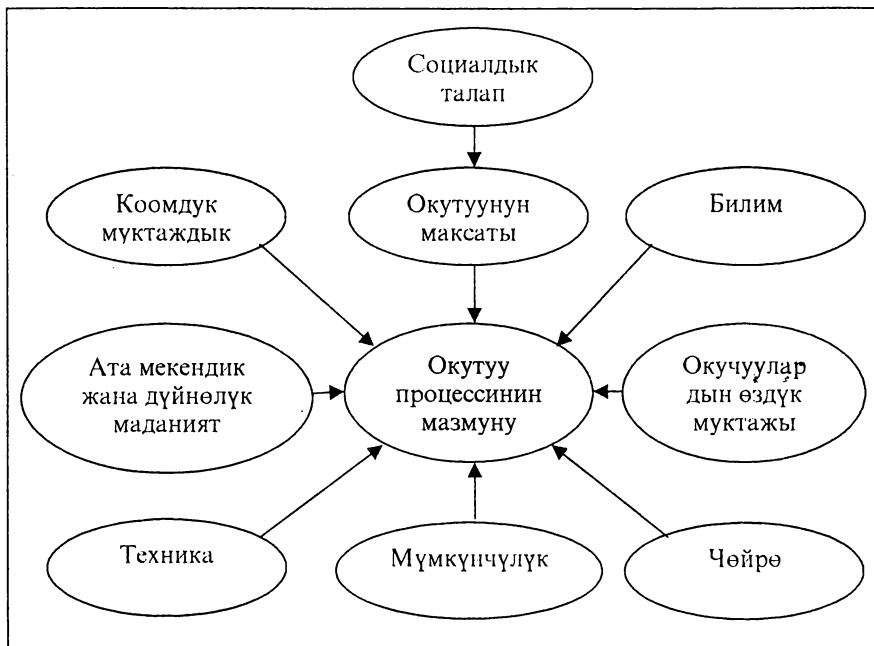 Социалдык
талап
Коомдук
муктаждык
Окутуунун
максаты
Билим
Ата мекендик
жана дүйнөлүк
маданият
Окутуу
процессинин
мазмуну
Окучуулар
дын өздүк
муктажы
Техника
Мүмкүнчүлүк
Чөйрө